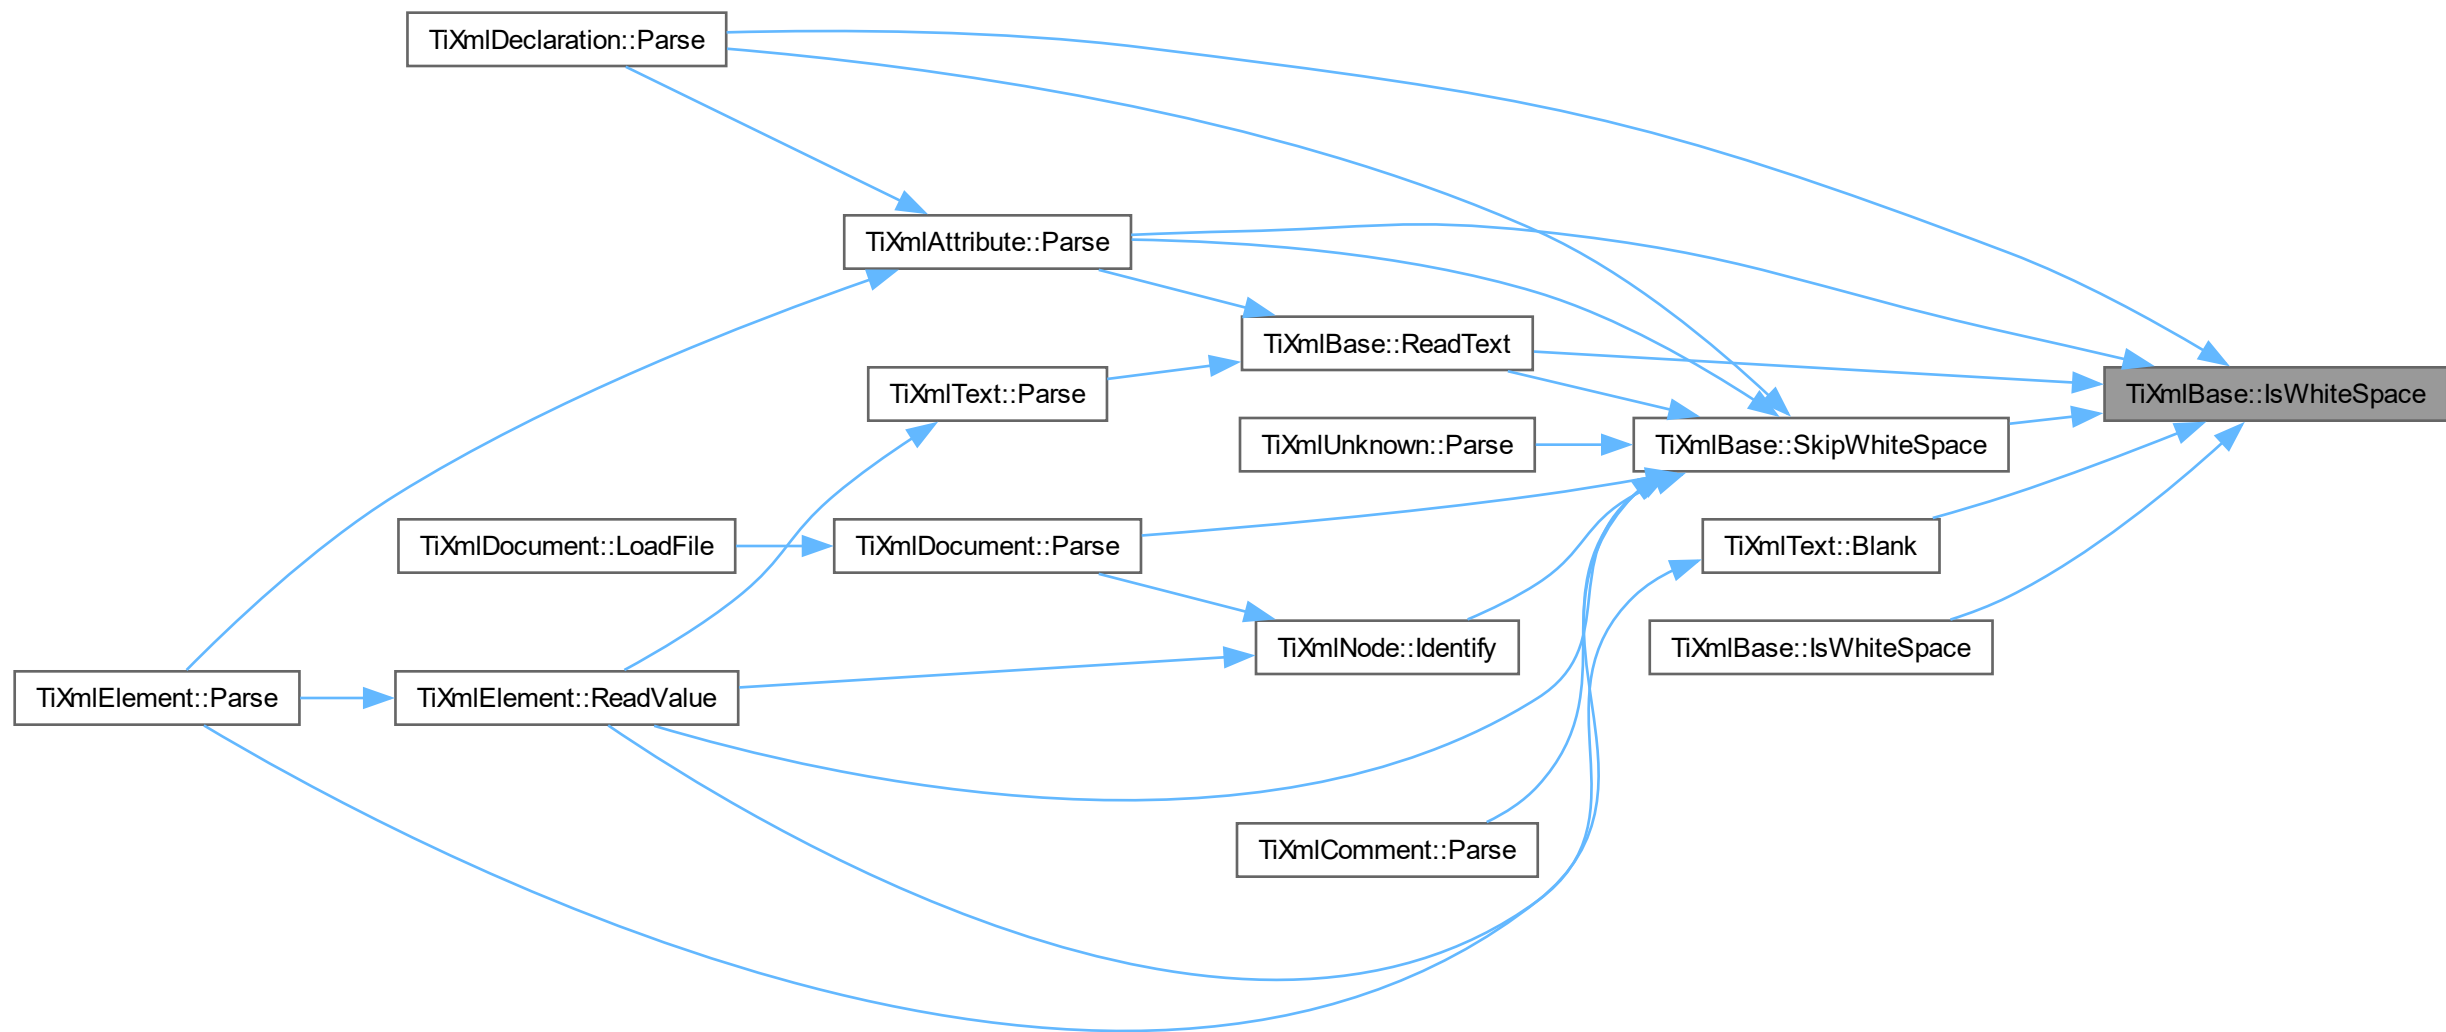 TiXmlDeclaration::Parse
TiXmlAttribute::Parse
TiXmlBase::ReadText
TiXmlText::Parse
TiXmlBase::IsWhiteSpace
TiXmlUnknown::Parse
TiXmlBase::SkipWhiteSpace
TiXmlDocument::LoadFile
TiXmlDocument::Parse
TiXmlText::Blank
TiXmlNode::Identify
TiXmlBase::IsWhiteSpace
TiXmlElement::Parse
TiXmlElement::ReadValue
TiXmlComment::Parse